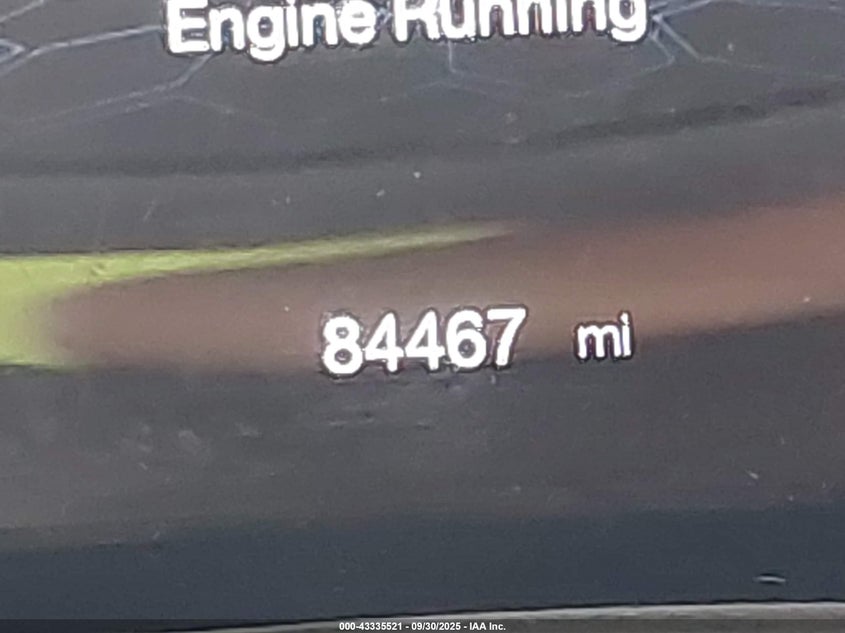 Engine Running
84467 mi
000-43335521 - 09/30/2025 - IAA Inc.